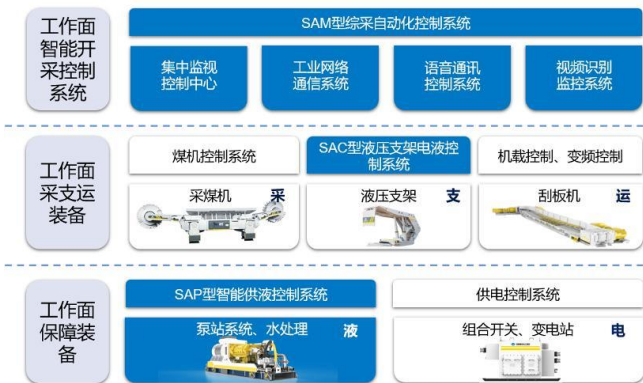 工作面
智能开
采控制
系统
SAM型综采自动化控制系统
集中监视
控制中心
工业网络
通信系统
语音通讯
控制系统
视频识别
监控系统
工作面
采支运
装备
煤机控制系统
SAC型液压支架电液控
制系统
机载控制、变频控制
采煤机
采
液压支架
支
刮板机
运
工作面
保障装
备
SAP型智能供液控制系统
供电控制系统
泵站系统、水处理
液
组合开关、变电站
电